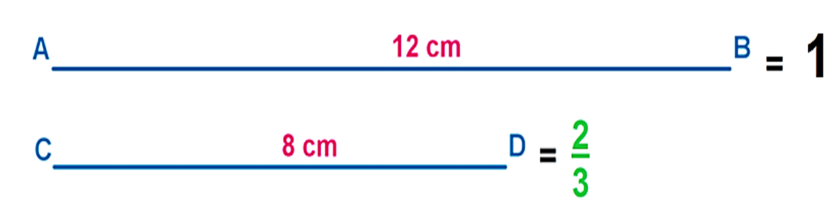 A 12 cm B = 1
C 8 cm D = 2/3